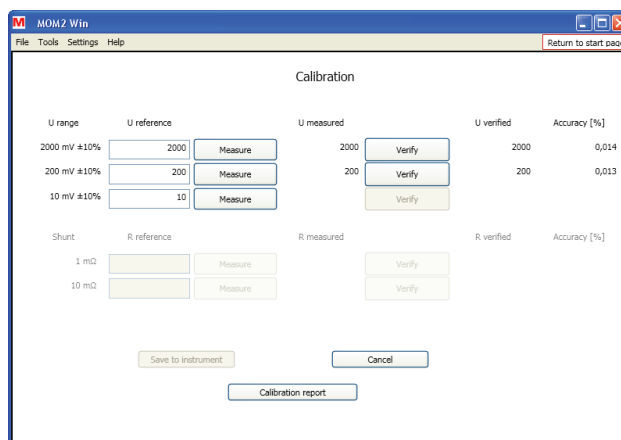 M MOM2 Win
File Tools Settings Help Return to start page
Calibration
U range U reference U measured U verified Accuracy [%]
2000 mV ±10% 2000 Measure 2000 Verify 2000 0,014
200 mV ±10% 200 Measure 200 Verify 200 0,013
10 mV ±10% 10 Measure Verify
Shunt R reference R measured R verified Accuracy [%]
1 mΩ Measure Verify
10 mΩ Measure Verify
Save to instrument Cancel
Calibration report